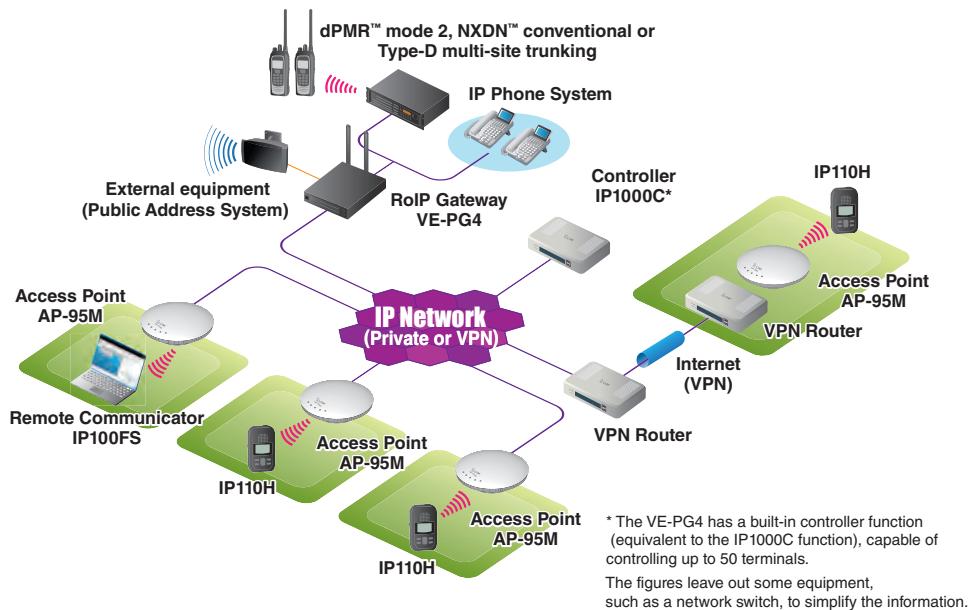 dPMR™ mode 2, NXDN™ conventional or
Type-D multi-site trunking
IP Phone System
External equipment
(Public Address System)
RoIP Gateway
VE-PG4
Controller
IP1000C*
IP110H
Access Point
AP-95M
VPN Router
Internet
(VPN)
VPN Router
IP Network
(Private or VPN)
Access Point
AP-95M
Remote Communicator
IP100FS
Access Point
AP-95M
IP110H
Access Point
AP-95M
IP110H
* The VE-PG4 has a built-in controller function
(equivalent to the IP1000C function), capable of
controlling up to 50 terminals.
The figures leave out some equipment,
such as a network switch, to simplify the information.